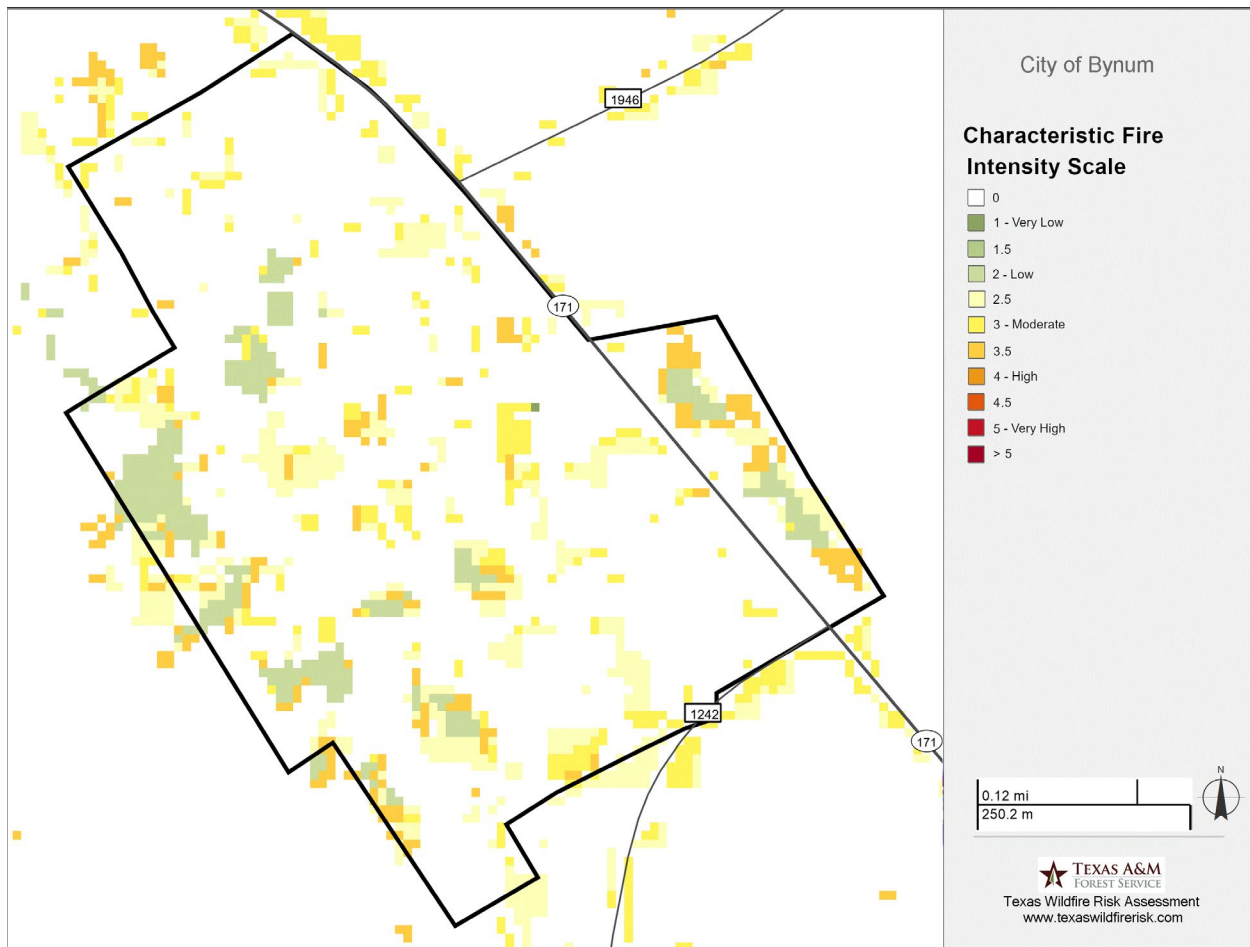 City of Bynum
Characteristic Fire
Intensity Scale
0
1 - Very Low
1.5
2 - Low
2.5
3 - Moderate
3.5
4 - High
4.5
5 - Very High
> 5
1946
171
1242
171
N
0.12 mi
250.2 m
TEXAS A&M
FOREST SERVICE
Texas Wildfire Risk Assessment
www.texaswildfirerisk.com